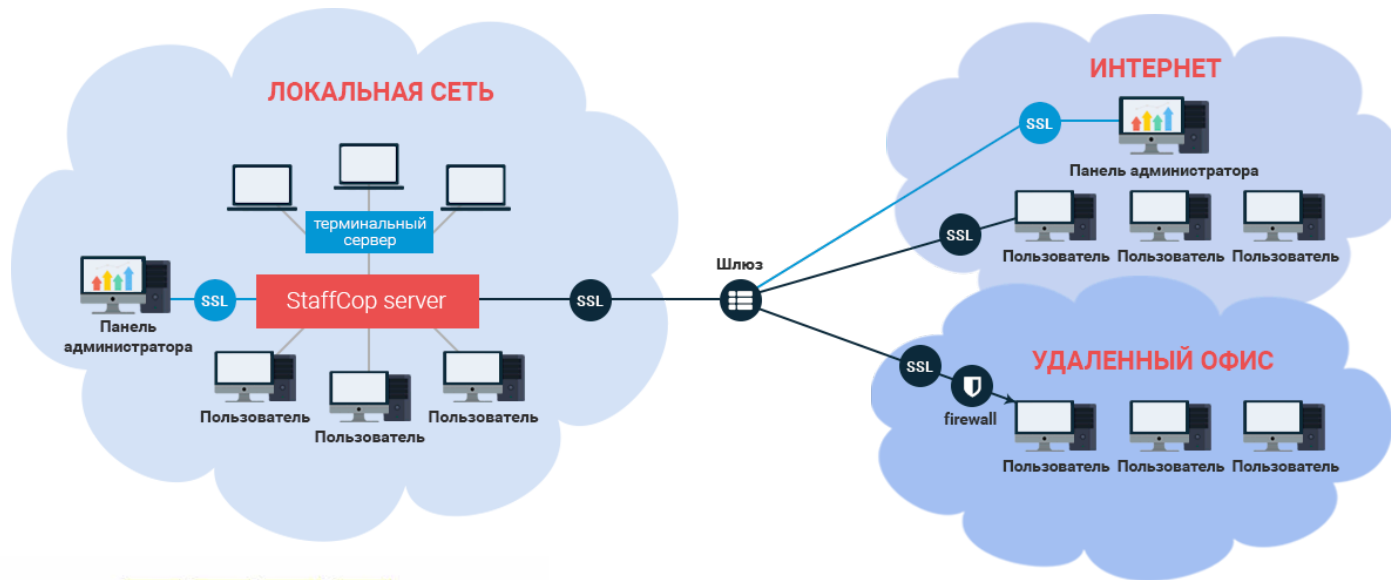 ЛОКАЛЬНАЯ СЕТЬ
терминальный
сервер
SSL
StaffCop server
SSL
Панель
администратора
Пользователь
Пользователь
Пользователь
Шлюз
ИНТЕРНЕТ
SSL
Панель администратора
SSL
Пользователь
Пользователь
Пользователь
УДАЛЕННЫЙ ОФИС
SSL
firewall
Пользователь
Пользователь
Пользователь